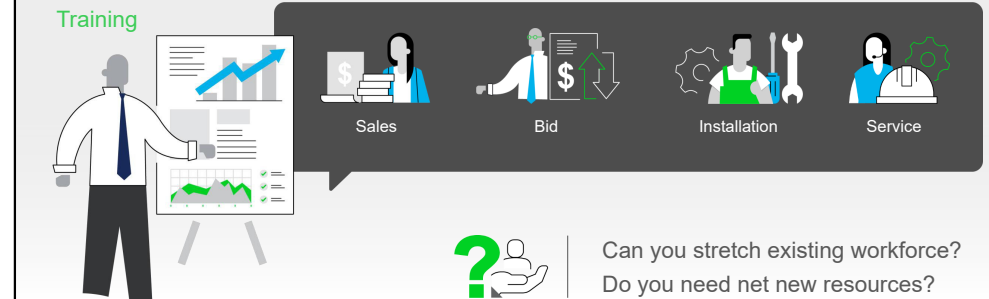 Training
$
$
Sales
Bid
Installation
Service
?
Can you stretch existing workforce?
Do you need net new resources?